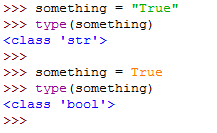 >>> something = "True"
>>> type(something)
<class 'str'>
>>>
>>> something = True
>>> type(something)
<class 'bool'>
>>>